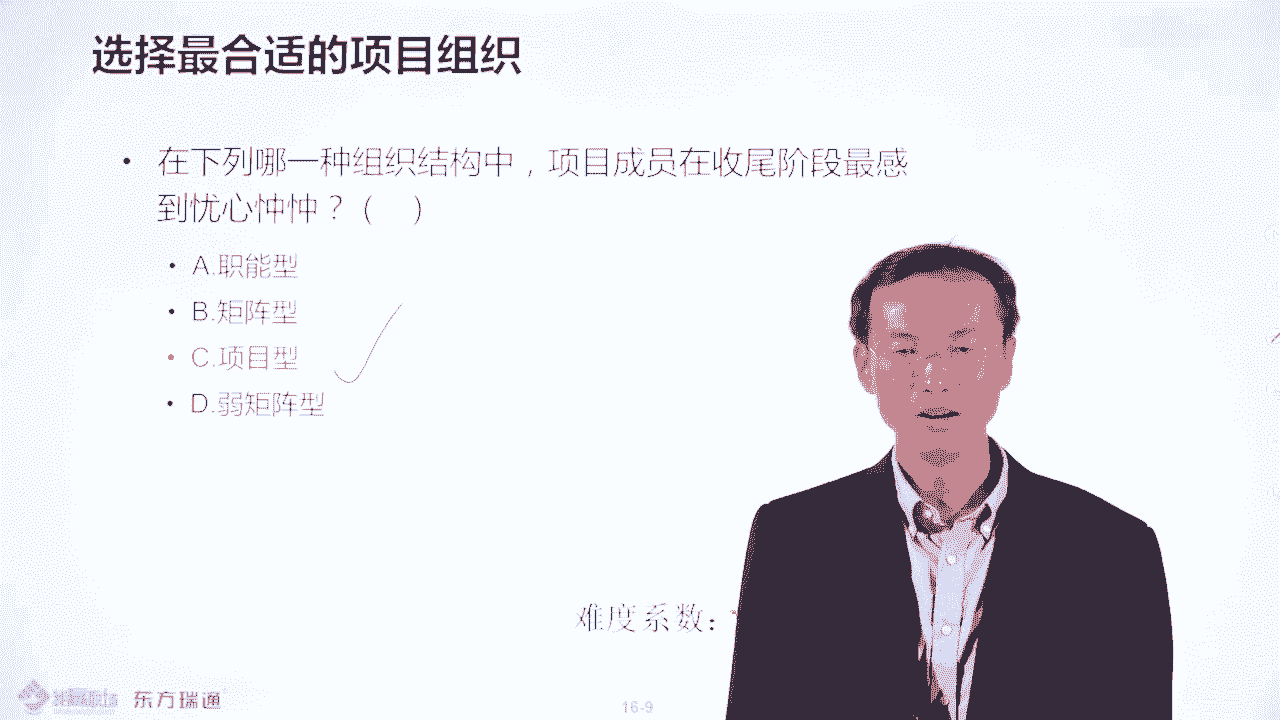 选择最合适的项目组织
在下列哪一种组织结构中，项目成员在收尾阶段最感
到忧心忡忡？（　）
A.职能型
B.矩阵型
C.项目型
D.弱矩阵型
难度系数：
东方瑞通
16-9